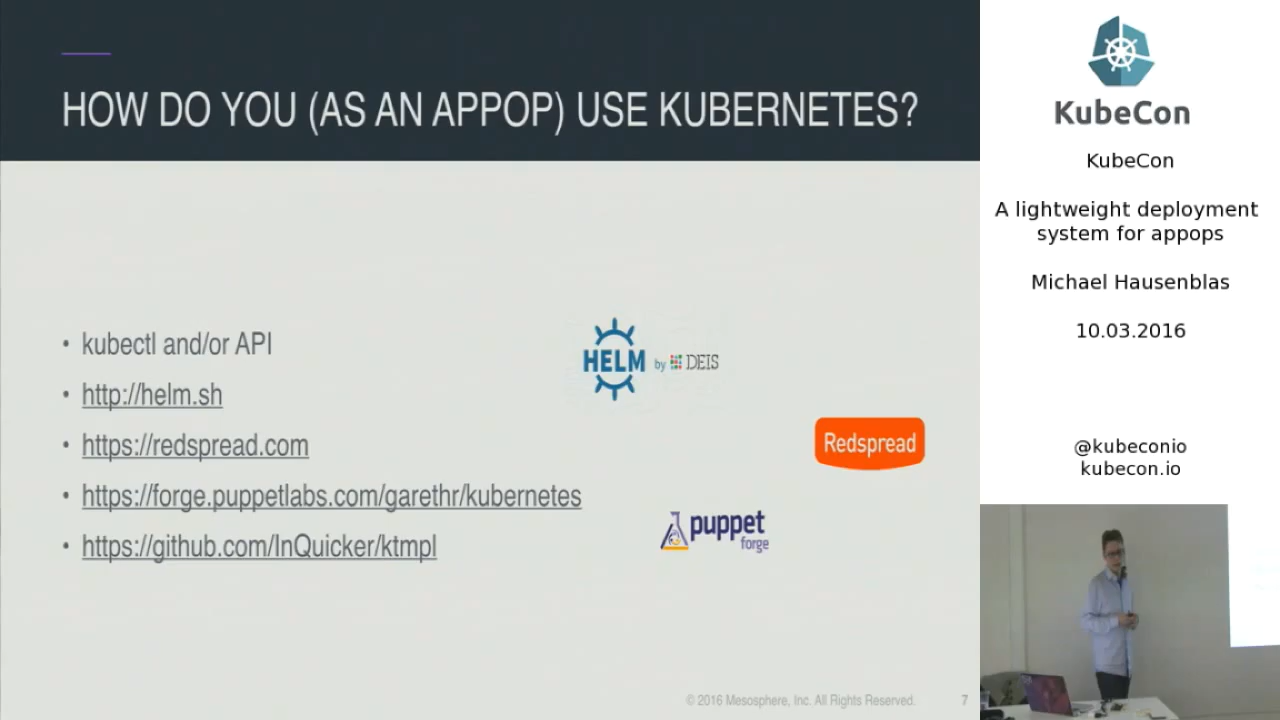 HOW DO YOU (AS AN APPOP) USE KUBERNETES?
• kubectl and/or API
• http://helm.sh
• https://redspread.com
• https://forge.puppetlabs.com/garethr/kubernetes
• https://github.com/InQuicker/ktmpl
HELM by DEIS
Redspread
puppet
forge
© 2016 Mesosphere, Inc. All Rights Reserved.
7
KubeCon
KubeCon
A lightweight deployment
system for appops
Michael Hausenblas
10.03.2016
@kubeconio
kubecon.io